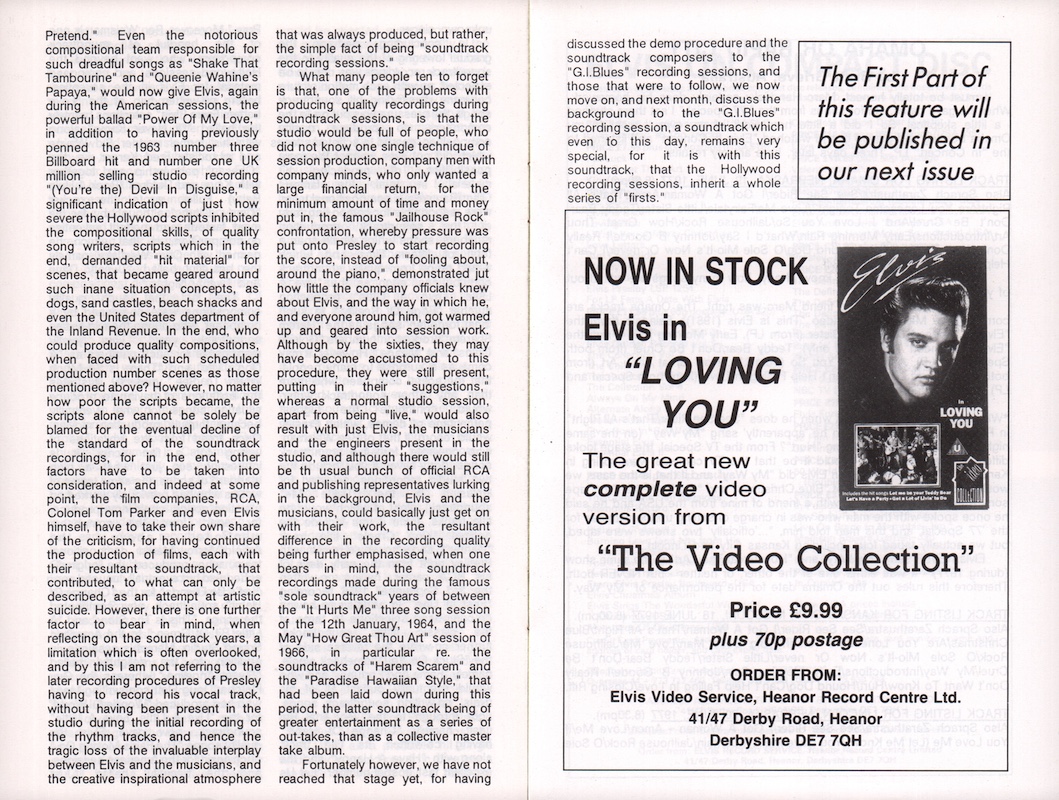 Pretend." Even the notorious
compositional team responsible for
such dreadful songs as "Shake That
Tambourine" and "Queenie Wahine's
Papaya," would now give Elvis, again
during the American sessions, the
powerful ballad "Power Of My Love,"
in addition to having previously
penned the 1963 number three
Billboard hit and number one UK
million selling studio recording
"(You're the) Devil In Disguise," a
significant indication of just how
severe the Hollywood scripts inhibited
the compositional skills, of quality
song writers, scripts which in the
end, demanded "hit material" for
scenes, that became geared around
such inane situation concepts, as
dogs, sand castles, beach shacks and
even the United States department of
the Inland Revenue. In the end, who
could produce quality compositions,
when faced with such scheduled
production number scenes as those
mentioned above? However, no matter
how poor the scripts became, the
scripts alone cannot be solely be
blamed for the eventual decline of
the standard of the soundtrack
recordings, for in the end, other
factors have to be taken into
consideration, and indeed at some
point, the film companies, RCA,
Colonel Tom Parker and even Elvis
himself, have to take their own share
of the criticism, for having continued
the production of films, each with
their resultant soundtrack, that
contributed, to what can only be
described, as an attempt at artistic
suicide. However, there is one further
factor to bear in mind, when
reflecting on the soundtrack years, a
limitation which is often overlooked,
and by this I am not referring to the
later recording procedures of Presley
having to record his vocal track,
without having been present in the
studio during the initial recording of
the rhythm tracks, and hence the
tragic loss of the invaluable interplay
between Elvis and the musicians, and
the creative inspirational atmosphere
that was always produced, but rather,
the simple fact of being "soundtrack
recording sessions."
What many people ten to forget
is that, one of the problems with
producing quality recordings during
soundtrack sessions, is that the
studio would be full of people, who
did not know one single technique of
session production, company men with
company minds, who only wanted a
large financial return, for the
minimum amount of time and money
put in, the famous "Jailhouse Rock"
confrontation, whereby pressure was
put onto Presley to start recording
the score, instead of "fooling about,
around the piano," demonstrated jut
how little the company officials knew
about Elvis, and the way in which he,
and everyone around him, got warmed
up and geared into session work.
Although by the sixties, they may
have become accustomed to this
procedure, they were still present,
putting in their "suggestions,"
whereas a normal studio session,
apart from being "live," would also
result with just Elvis, the musicians
and the engineers present in the
studio, and although there would still
be th usual bunch of official RCA
and publishing representatives lurking
in the background, Elvis and the
musicians, could basically just get on
with their work, the resultant
difference in the recording quality
being further emphasised, when one
bears in mind, the soundtrack
recordings made during the famous
"sole soundtrack" years of between
the "It Hurts Me" three song session
of the 12th January, 1964, and the
May "How Great Thou Art" session of
1966, in particular re. the
soundtracks of "Harem Scarem" and
the "Paradise Hawaiian Style," that
had been laid down during this
period, the latter soundtrack being of
greater entertainment as a series of
out-takes, than as a collective master
take album.
Fortunately however, we have not
reached that stage yet, for having
discussed the demo procedure and the
soundtrack composers to the
"G.I.Blues" recording sessions, and
those that were to follow, we now
move on, and next month, discuss the
background to the "G.I.Blues"
recording session, a soundtrack which
even to this day, remains very
special, for it is with this
soundtrack, that the Hollywood
recording sessions, inherit a whole
series of "firsts."
The First Part of
this feature will
be published in
our next issue
NOW IN STOCK
Elvis in
"LOVING
YOU"
The great new
complete video
version from
"The Video Collection"
Price £9.99
plus 70p postage
ORDER FROM:
Elvis Video Service, Heanor Record Centre Ltd.
41/47 Derby Road, Heanor
Derbyshire DE7 7QH
Elvis
in
LOVING
YOU
U
COLLECTION
Includes the hit songs Let me be your Teddy Bear
Let's Have a Party • Got a Lot of Livin' to Do